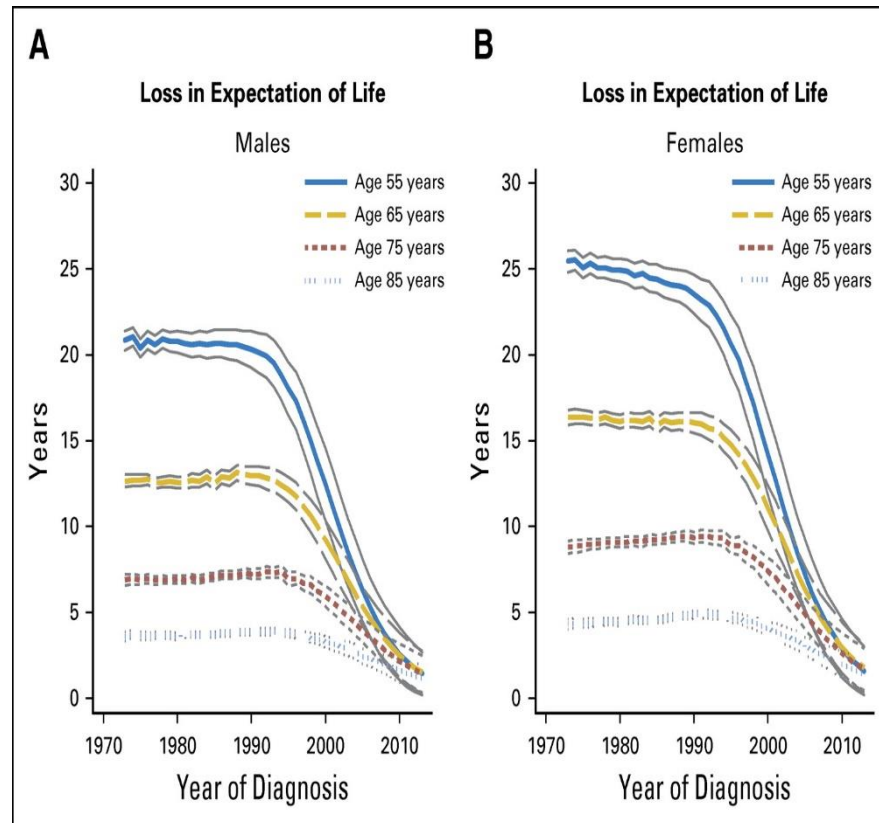 A
Loss in Expectation of Life
Males
Age 55 years
Age 65 years
Age 75 years
Age 85 years
30
25
20
15
10
5
0
Years
1970 1980 1990 2000 2010
Year of Diagnosis
B
Loss in Expectation of Life
Females
Age 55 years
Age 65 years
Age 75 years
Age 85 years
30
25
20
15
10
5
0
Years
1970 1980 1990 2000 2010
Year of Diagnosis